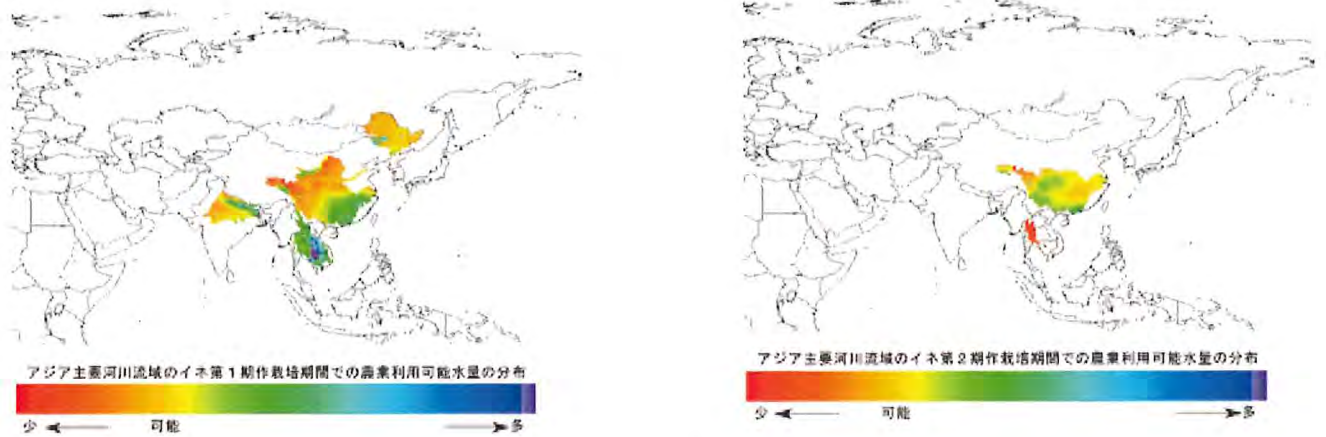 アジア主要河川流域のイネ第1期作栽培期間での農業利用可能水量の分布
少 可能 多
アジア主要河川流域のイネ第2期作栽培期間での農業利用可能水量の分布
少 可能 多